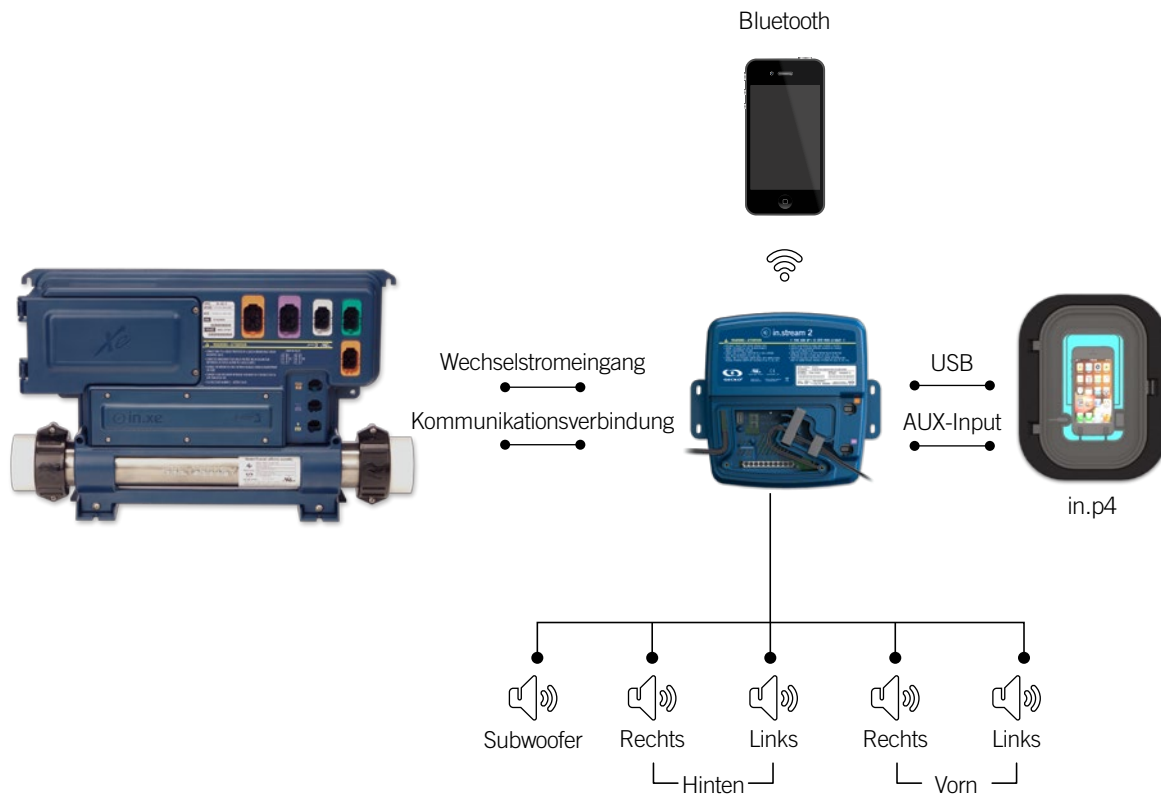 Bluetooth
in.stream 2
Wechselstromeingang
Kommunikationsverbindung
USB
AUX-Input
Xe
in.xe
in.p4
Subwoofer
Rechts
Links
Rechts
Links
Hinten
Vorn